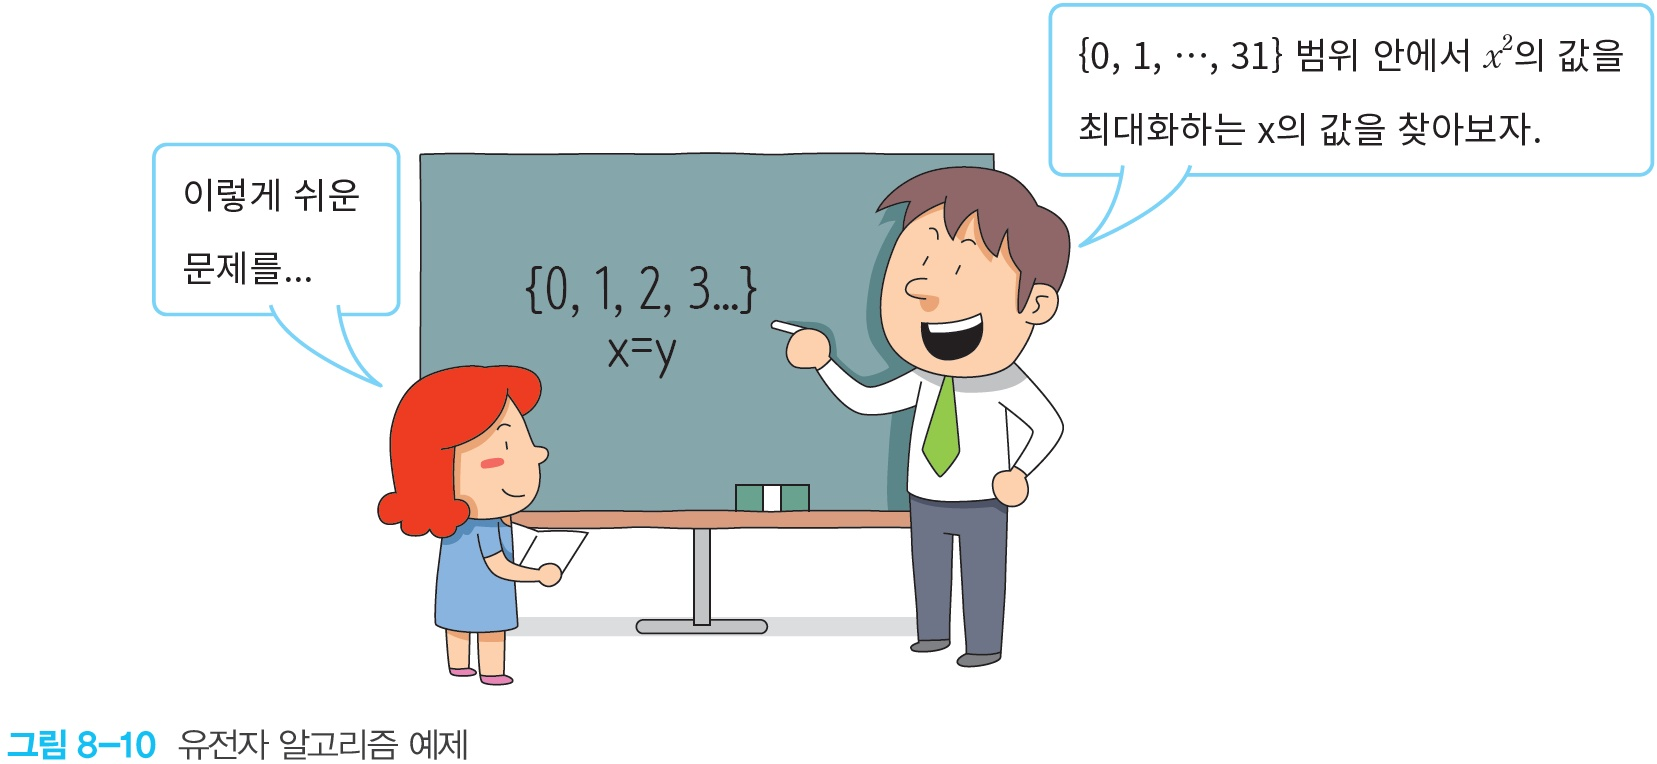 {0, 1, ⋯, 31} 범위 안에서 x²의 값을
최대화하는 x의 값을 찾아보자.
이렇게 쉬운
문제를...
{0, 1, 2, 3...}
x=y
그림 8-10 유전자 알고리즘 예제